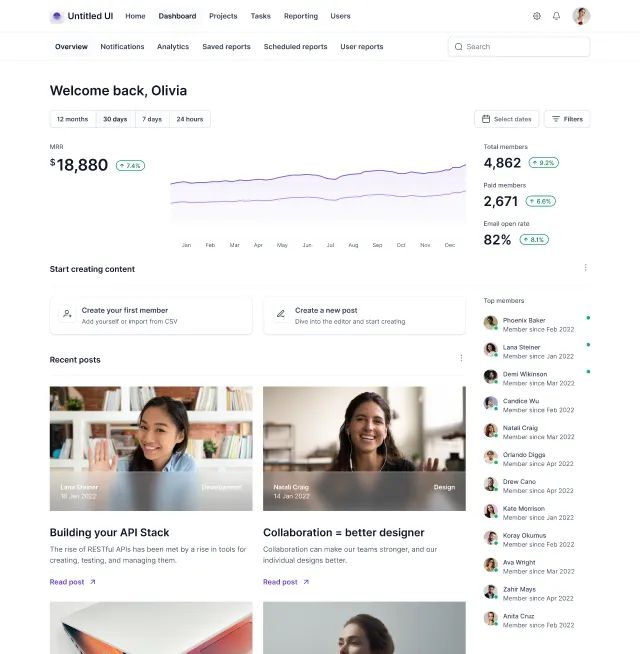 Untitled UI
Home
Dashboard
Projects
Tasks
Reporting
Users
Overview
Notifications
Analytics
Saved reports
Scheduled reports
User reports
Search
Welcome back, Olivia
12 months
30 days
7 days
24 hours
Select dates
Filters
MRR
$18,880
7.4%
Jan
Feb
Mar
Apr
May
Jun
Jul
Aug
Sep
Oct
Nov
Dec
Total members
4,862
9.2%
Paid members
2,671
6.6%
Email open rate
82%
8.1%
Start creating content
Create your first member
Add yourself or import from CSV
Create a new post
Dive into the editor and start creating
Recent posts
Lana Steiner
18 Jan 2022
Development
Natali Craig
14 Jan 2022
Design
Building your API Stack
The rise of RESTful APIs has been met by a rise in tools for
creating, testing, and managing them.
Read post
Collaboration = better designer
Collaboration can make our teams stronger, and our
individual designs better.
Read post
Top members
Phoenix Baker
Member since Feb 2022
Lana Steiner
Member since Jan 2022
Demi Wikinson
Member since Mar 2022
Candice Wu
Member since Feb 2022
Natali Craig
Member since Mar 2022
Orlando Diggs
Member since Apr 2022
Drew Cano
Member since Apr 2022
Kate Morrison
Member since Jan 2022
Koray Okumus
Member since Feb 2022
Ava Wright
Member since Mar 2022
Zahir Mays
Member since Apr 2022
Anita Cruz
Member since Feb 2022